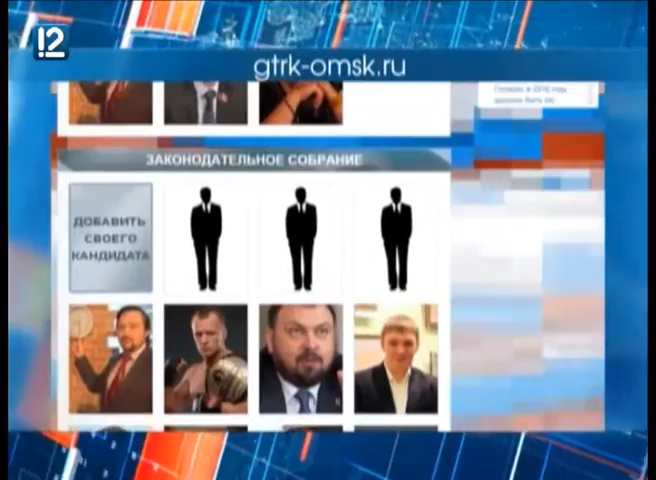 12
gtrk-omsk.ru
ЗАКОНОДАТЕЛЬНОЕ СОБРАНИЕ
ДОБАВИТЬ
СВОЕГО
КАНДИДАТА